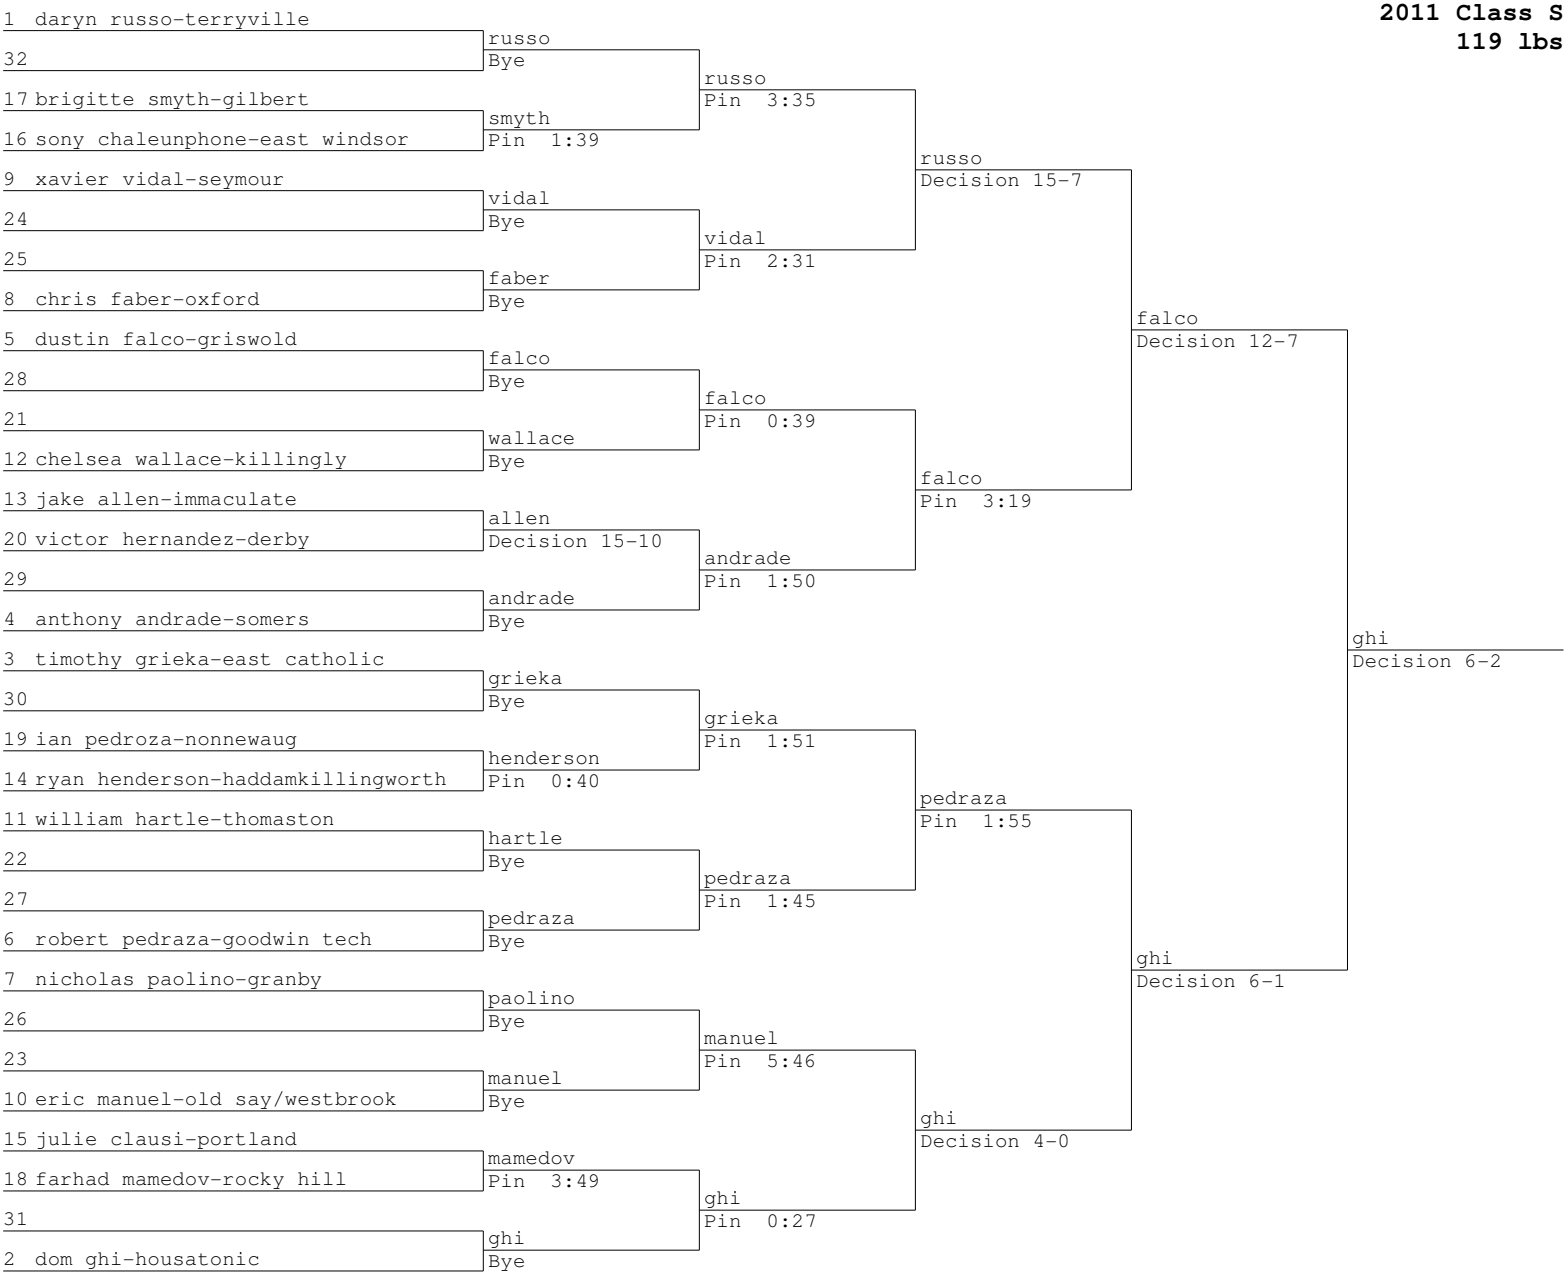 2011 Class S
119 lbs
1 daryn russo-terryville
32
17 brigitte smyth-gilbert
16 sony chaleunphone-east windsor
9 xavier vidal-seymour
24
25
8 chris faber-oxford
5 dustin falco-griswold
28
21
12 chelsea wallace-killingly
13 jake allen-immaculate
20 victor hernandez-derby
29
4 anthony andrade-somers
3 timothy grieka-east catholic
30
19 ian pedroza-nonnewaug
14 ryan henderson-haddamkillingworth
11 william hartle-thomaston
22
27
6 robert pedraza-goodwin tech
7 nicholas paolino-granby
26
23
10 eric manuel-old say/westbrook
15 julie clausi-portland
18 farhad mamedov-rocky hill
31
2 dom ghi-housatonic
russo
Bye
smyth
Pin 1:39
vidal
Bye
faber
Bye
falco
Bye
wallace
Bye
allen
Decision 15-10
andrade
Bye
grieka
Bye
henderson
Pin 0:40
hartle
Bye
pedraza
Bye
paolino
Bye
manuel
Bye
mamedov
Pin 3:49
ghi
Bye
russo
Pin 3:35
vidal
Pin 2:31
falco
Pin 0:39
andrade
Pin 1:50
grieka
Pin 1:51
pedraza
Pin 1:45
manuel
Pin 5:46
ghi
Pin 0:27
russo
Decision 15-7
falco
Pin 3:19
pedraza
Pin 1:55
ghi
Decision 4-0
falco
Decision 12-7
ghi
Decision 6-1
ghi
Decision 6-2